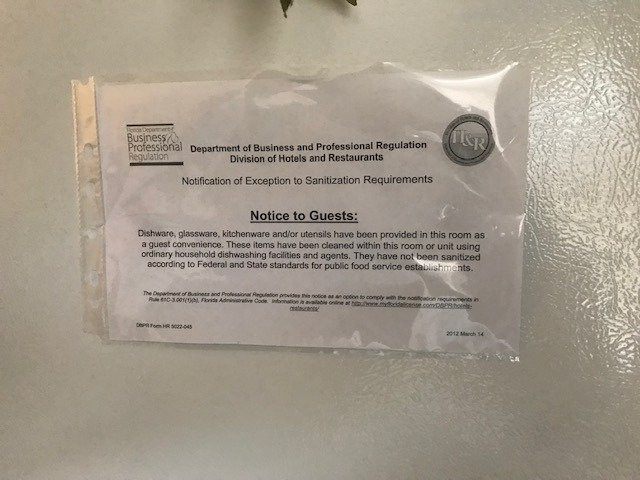 Florida Department of
Business
Professional
Regulation
Department of Business and Professional Regulation
Division of Hotels and Restaurants
H&R
Notification of Exception to Sanitization Requirements
Notice to Guests:
Dishware, glassware, kitchenware and/or utensils have been provided in this room as
a guest convenience. These items have been cleaned within this room or unit using
ordinary household dishwashing facilities and agents. They have not been sanitized
according to Federal and State standards for public food service establishments.
The Department of Business and Professional Regulation provides this notice as an option to comply with the notification requirements in
Rule 61C-3.001(1)(b), Florida Administrative Code. Information is available online at http://www.myfloridalicense.com/DBPR/hotels-
restaurants/
DBPR Form HR 5022-048
2012 March 14